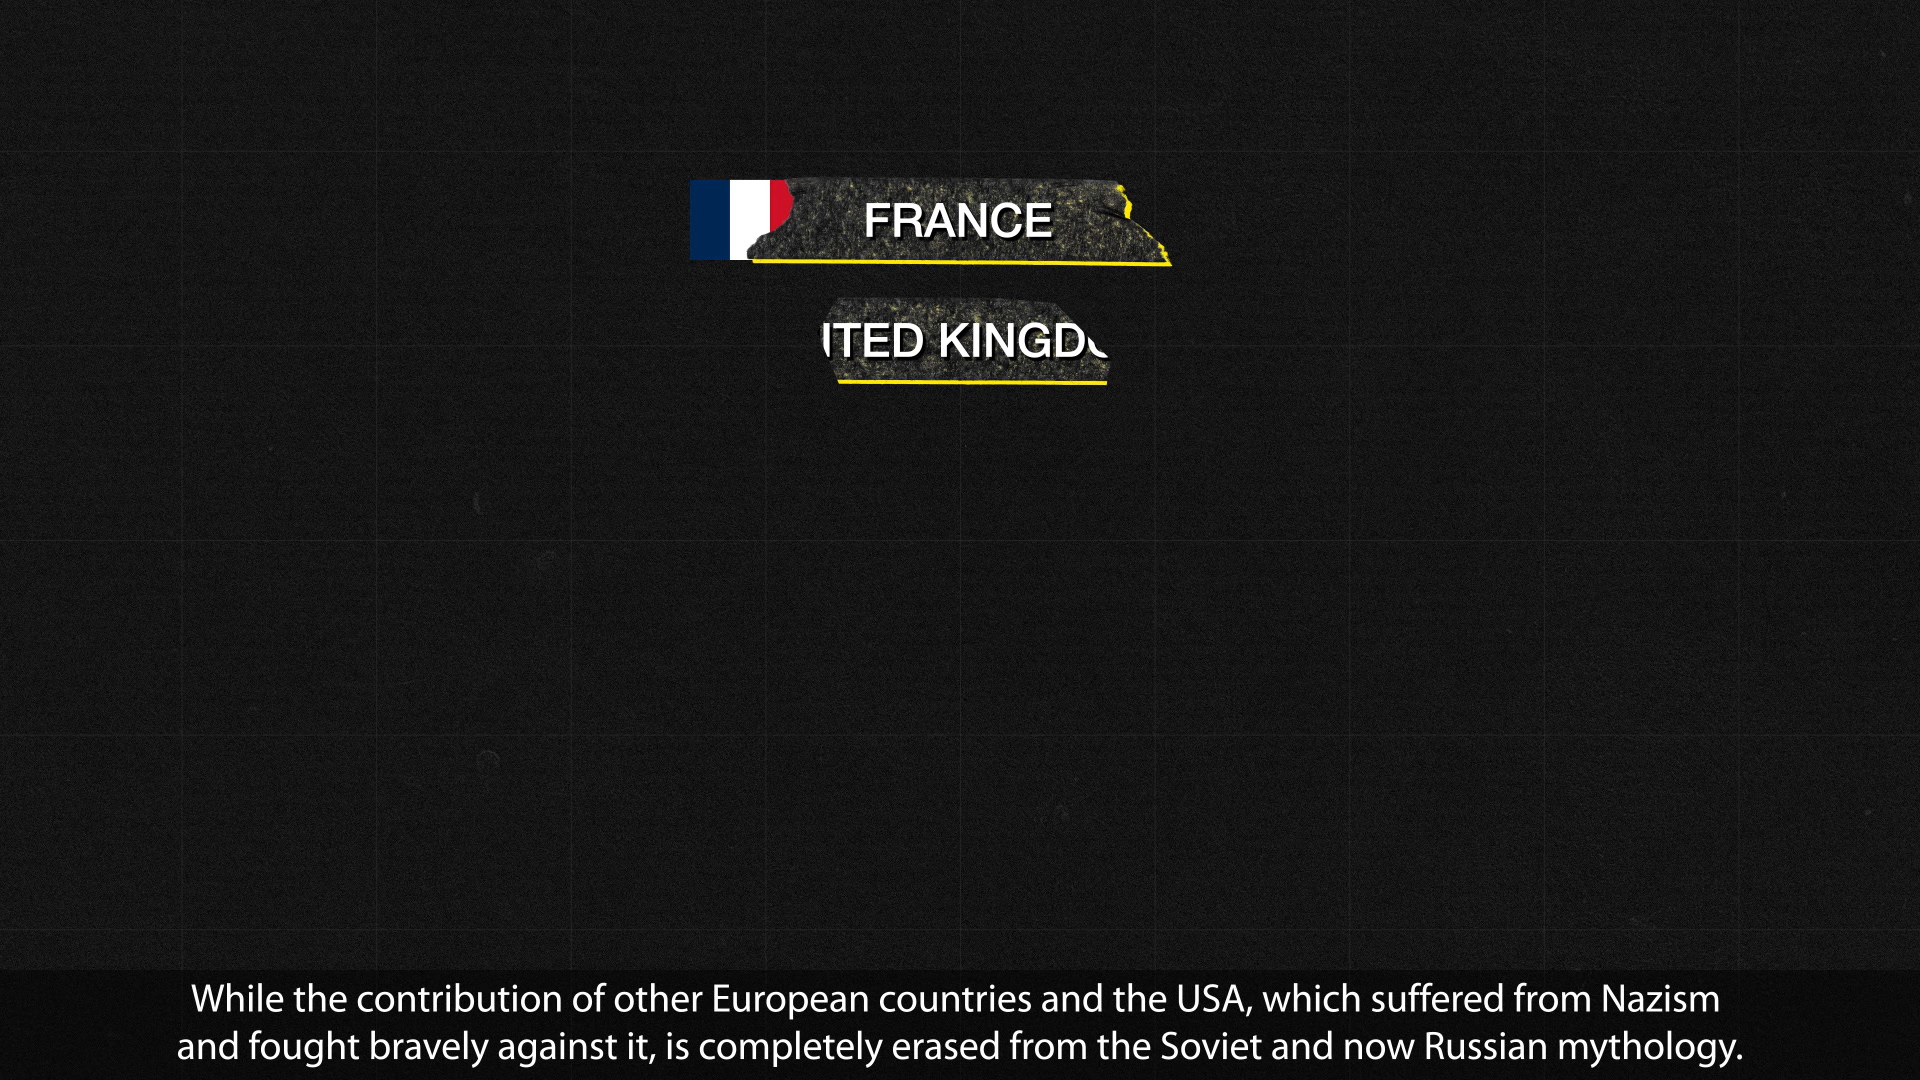 FRANCE
ITED KINGDO
While the contribution of other European countries and the USA, which suffered from Nazism
and fought bravely against it, is completely erased from the Soviet and now Russian mythology.